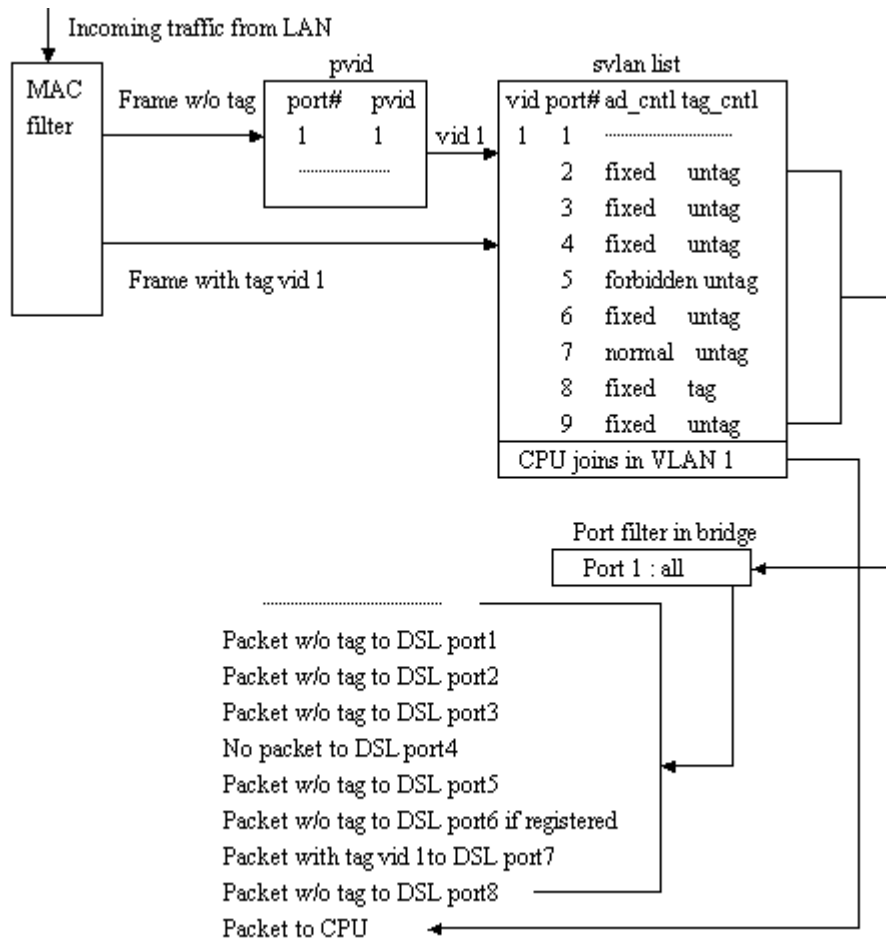 Incoming traffic from LAN
MAC
filter
Frame w/o tag
pvid
port# pvid
1 1
....................
vid 1
Frame with tag vid 1
svlan list
vid port# ad_cntl tag_cntl
1 1 ............................
2 fixed untag
3 fixed untag
4 fixed untag
5 forbidden untag
6 fixed untag
7 normal untag
8 fixed tag
9 fixed untag
CPU joins in VLAN 1
Port filter in bridge
Port 1 : all
........................................
Packet w/o tag to DSL port1
Packet w/o tag to DSL port2
Packet w/o tag to DSL port3
No packet to DSL port4
Packet w/o tag to DSL port5
Packet w/o tag to DSL port6 if registered
Packet with tag vid 1to DSL port7
Packet w/o tag to DSL port8
Packet to CPU